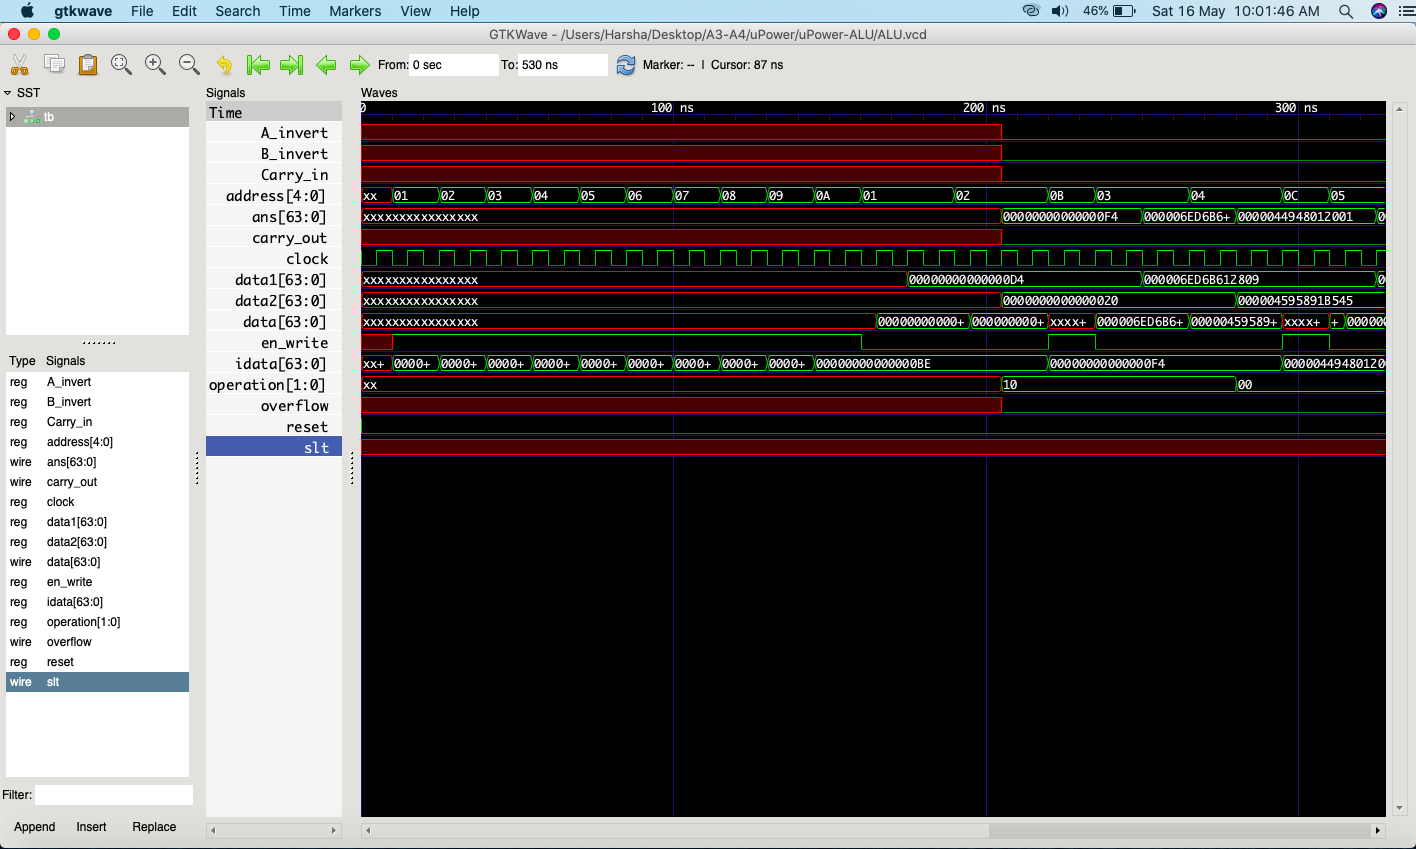 gtkwave File Edit Search Time Markers View Help 46% Sat 16 May 10:01:46 AM
GTKWave - /Users/Harsha/Desktop/A3-A4/uPower/uPower-ALU/ALU.vcd
From: 0 sec To: 530 ns Marker: -- | Cursor: 87 ns
SST
tb
Type Signals
reg A_invert
reg B_invert
reg Carry_in
reg address[4:0]
wire ans[63:0]
wire carry_out
reg clock
reg data1[63:0]
reg data2[63:0]
wire data[63:0]
reg en_write
reg idata[63:0]
reg operation[1:0]
wire overflow
reg reset
wire slt
Filter:
Append Insert Replace
Signals
Time
A_invert
B_invert
Carry_in
address[4:0]
ans[63:0]
carry_out
clock
data1[63:0]
data2[63:0]
data[63:0]
en_write
idata[63:0]
operation[1:0]
overflow
reset
slt
Waves
0 100 ns 200 ns 300 ns
xx 01 02 03 04 05 06 07 08 09 0A 01 02 0B 03 04 0C 05
xxxxxxxxxxxxxxxx 00000000000000F4 000006ED6B6+ 0000044948012001 0
xxxxxxxxxxxxxxxx 00000000000000D4 000006ED6B612809 0
xxxxxxxxxxxxxxxx 0000000000000020 000004595891B545
xxxxxxxxxxxxxxxx 00000000000+ 000000000+ xxxx+ 000006ED6B6+ 00000459589+ xxxx+ + 00000
xx+ 0000+ 0000+ 0000+ 0000+ 0000+ 0000+ 0000+ 0000+ 0000+ 00000000000000BE 00000000000000F4 00000449480120
xx 10 00